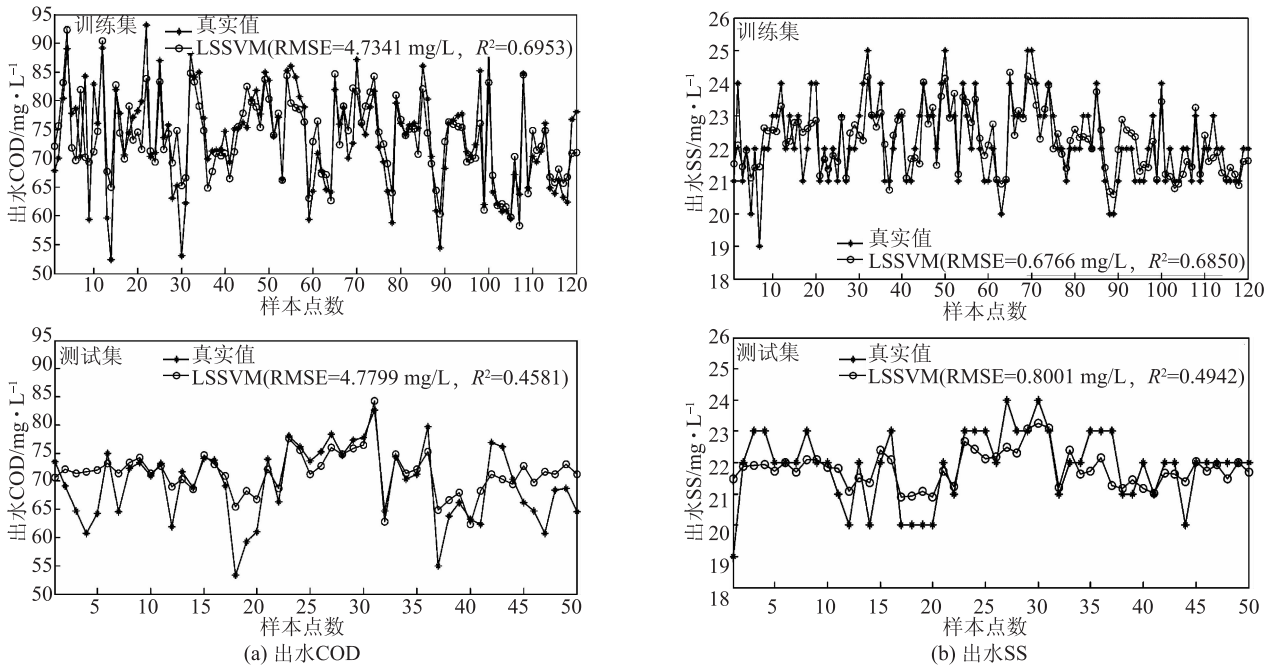 训练集
真实值
LSSVM(RMSE=4.7341 mg/L, R²=0.6953)
出水COD/mg·L⁻¹
95
90
85
80
75
70
65
60
55
50
10 20 30 40 50 60 70 80 90 100 110 120
样本点数
训练集
真实值
LSSVM(RMSE=0.6766 mg/L, R²=0.6850)
出水SS/mg·L⁻¹
26
25
24
23
22
21
20
19
18
10 20 30 40 50 60 70 80 90 100 110 120
样本点数
测试集
真实值
LSSVM(RMSE=4.7799 mg/L, R²=0.4581)
出水COD/mg·L⁻¹
95
90
85
80
75
70
65
60
55
50
5 10 15 20 25 30 35 40 45 50
样本点数
(a) 出水COD
测试集
真实值
LSSVM(RMSE=0.8001 mg/L, R²=0.4942)
出水SS/mg·L⁻¹
26
25
24
23
22
21
20
19
18
5 10 15 20 25 30 35 40 45 50
样本点数
(b) 出水SS